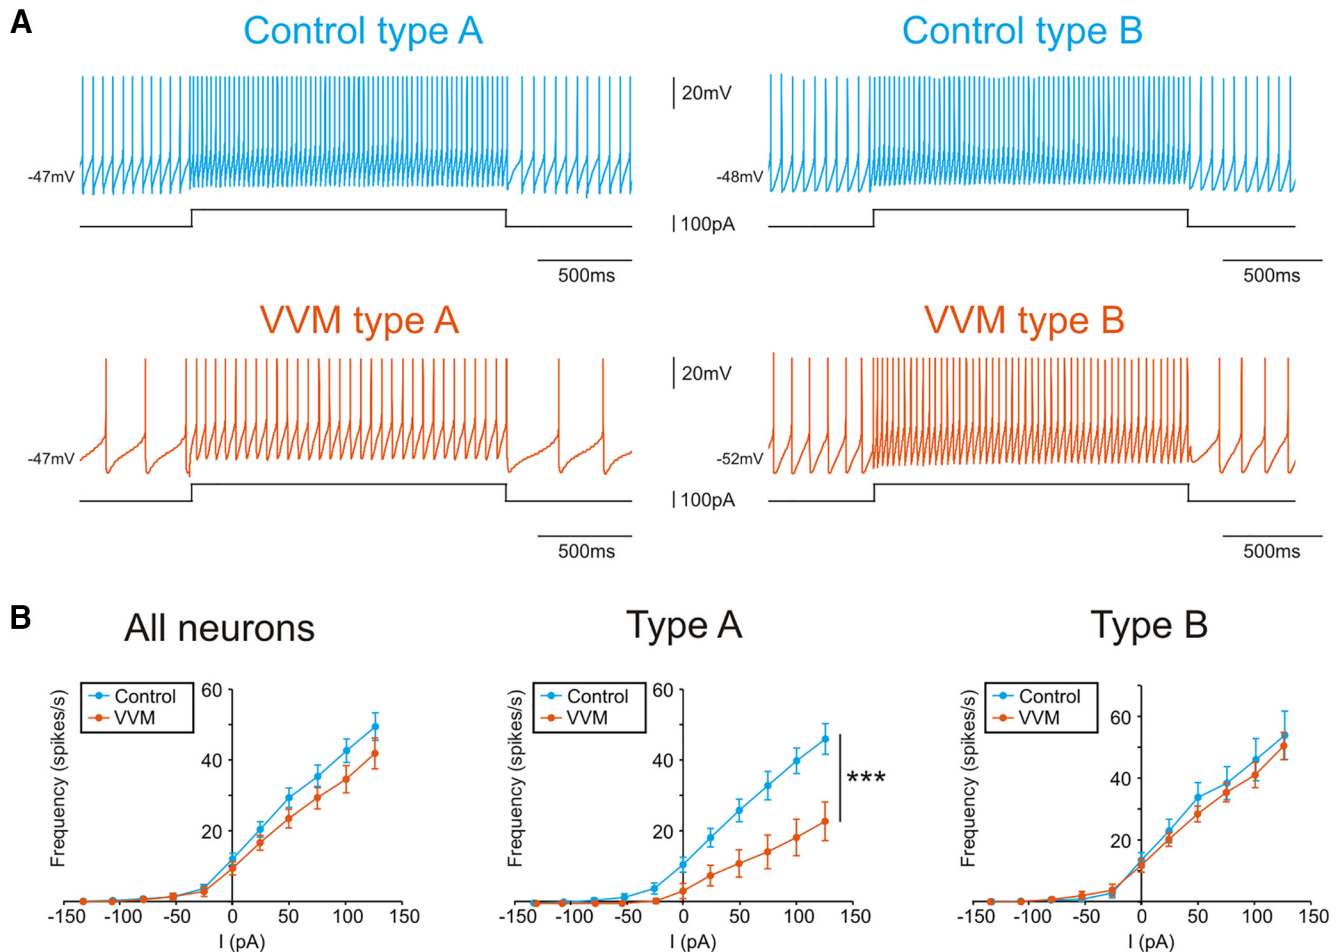 A
Control type A
Control type B
20mV
-47mV
-48mV
100pA
500ms
500ms
VVM type A
VVM type B
20mV
-47mV
-52mV
100pA
500ms
500ms
B
All neurons
Type A
Type B
Control
VVM
Frequency (spikes/s)
60
40
20
-150 -100 -50 0 50 100 150
I (pA)
Control
VVM
Frequency (spikes/s)
60
40
20
***
-150 -100 -50 0 50 100 150
I (pA)
Control
VVM
Frequency (spikes/s)
60
40
20
-150 -100 -50 0 50 100 150
I (pA)